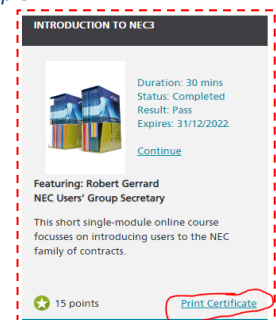 INTRODUCTION TO NEC3
Duration: 30 mins
Status: Completed
Result: Pass
Expires: 31/12/2022
Continue
Featuring: Robert Gerrard
NEC Users' Group Secretary
This short single-module online course
focusses on introducing users to the NEC
family of contracts.
15 points
Print Certificate